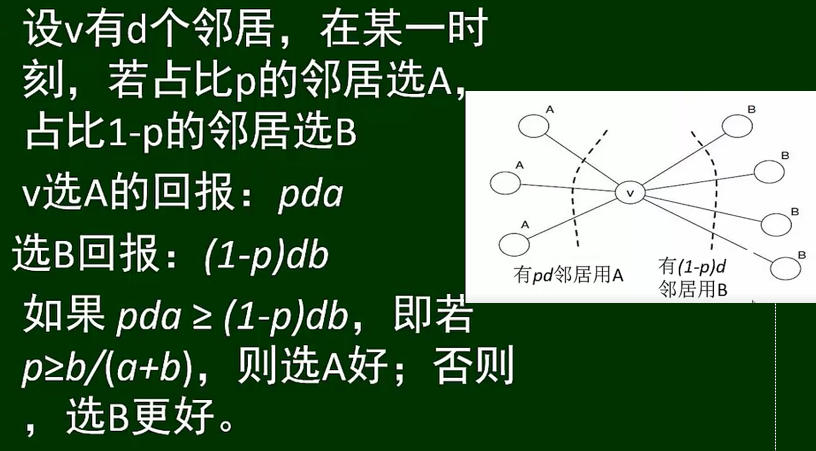 设v有d个邻居，在某一时
刻，若占比p的邻居选A，
占比1-p的邻居选B
v选A的回报：pda
选B回报：(1-p)db
如果 pda ≥ (1-p)db，即若
p≥b/(a+b)，则选A好；否则
，选B更好。
A
B
A
B
v
A
B
B
有pd邻居用A
有(1-p)d
邻居用B